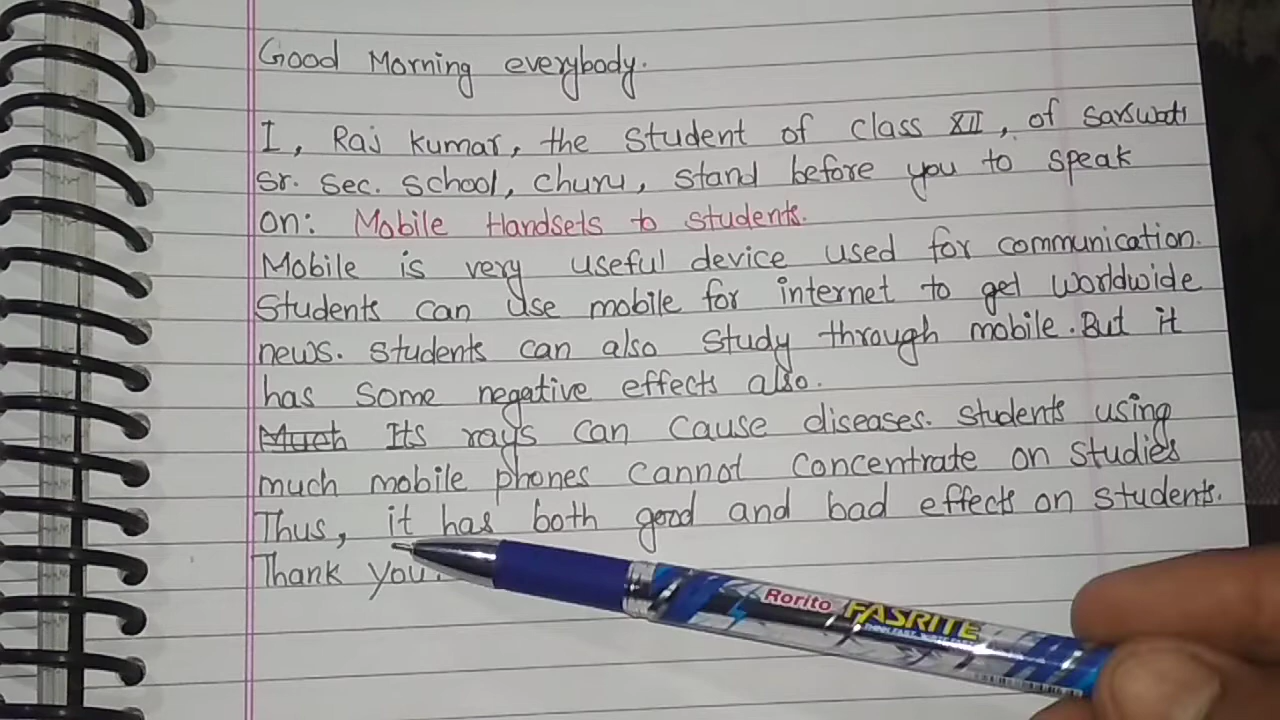 Good Morning everybody.
I, Raj Kumar, the student of class XII, of Sarswati
Sr. Sec. School, Churu, stand before you to speak
on: Mobile Handsets to students.
Mobile is very useful device used for communication.
Students can use mobile for internet to get worldwide
news. Students can also study through mobile. But it
has some negative effects also.
Much Its rays can cause diseases. Students using
much mobile phones cannot concentrate on studies
Thus, it has both good and bad effects on students.
Thank you.
Rorito FASRITE